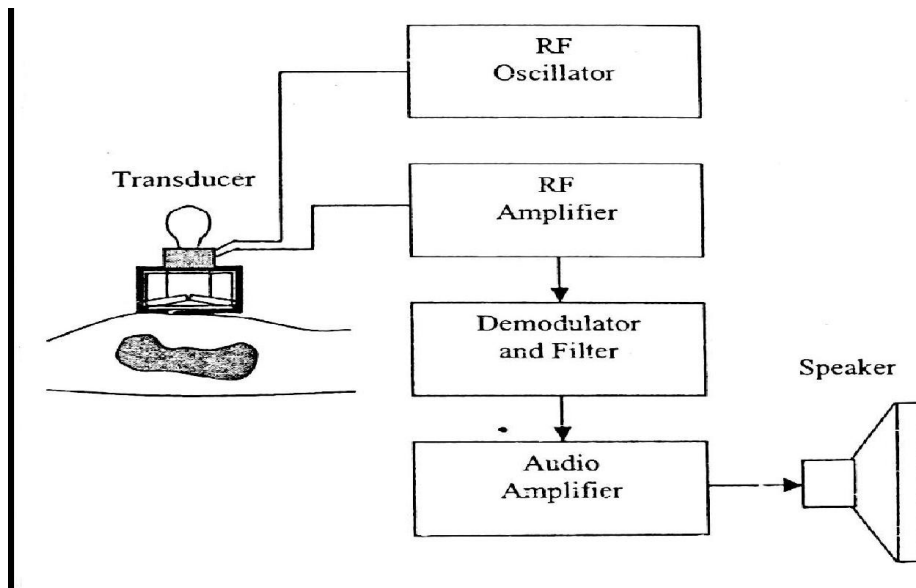 RF
Oscillator
Transducer
RF
Amplifier
Demodulator
and Filter
Speaker
Audio
Amplifier